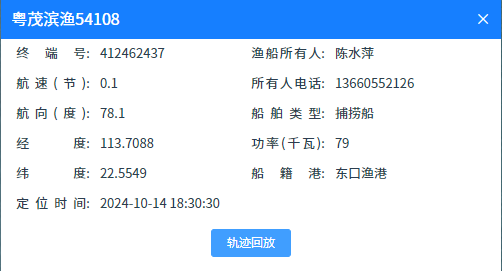 粤茂滨渔54108
终端号: 412462437 渔船所有人: 陈水萍
航速(节): 0.1 所有人电话: 13660552126
航向(度): 78.1 船舶类型: 捕捞船
经度: 113.7088 功率(千瓦): 79
纬度: 22.5549 船籍港: 东口渔港
定位时间: 2024-10-14 18:30:30
轨迹回放